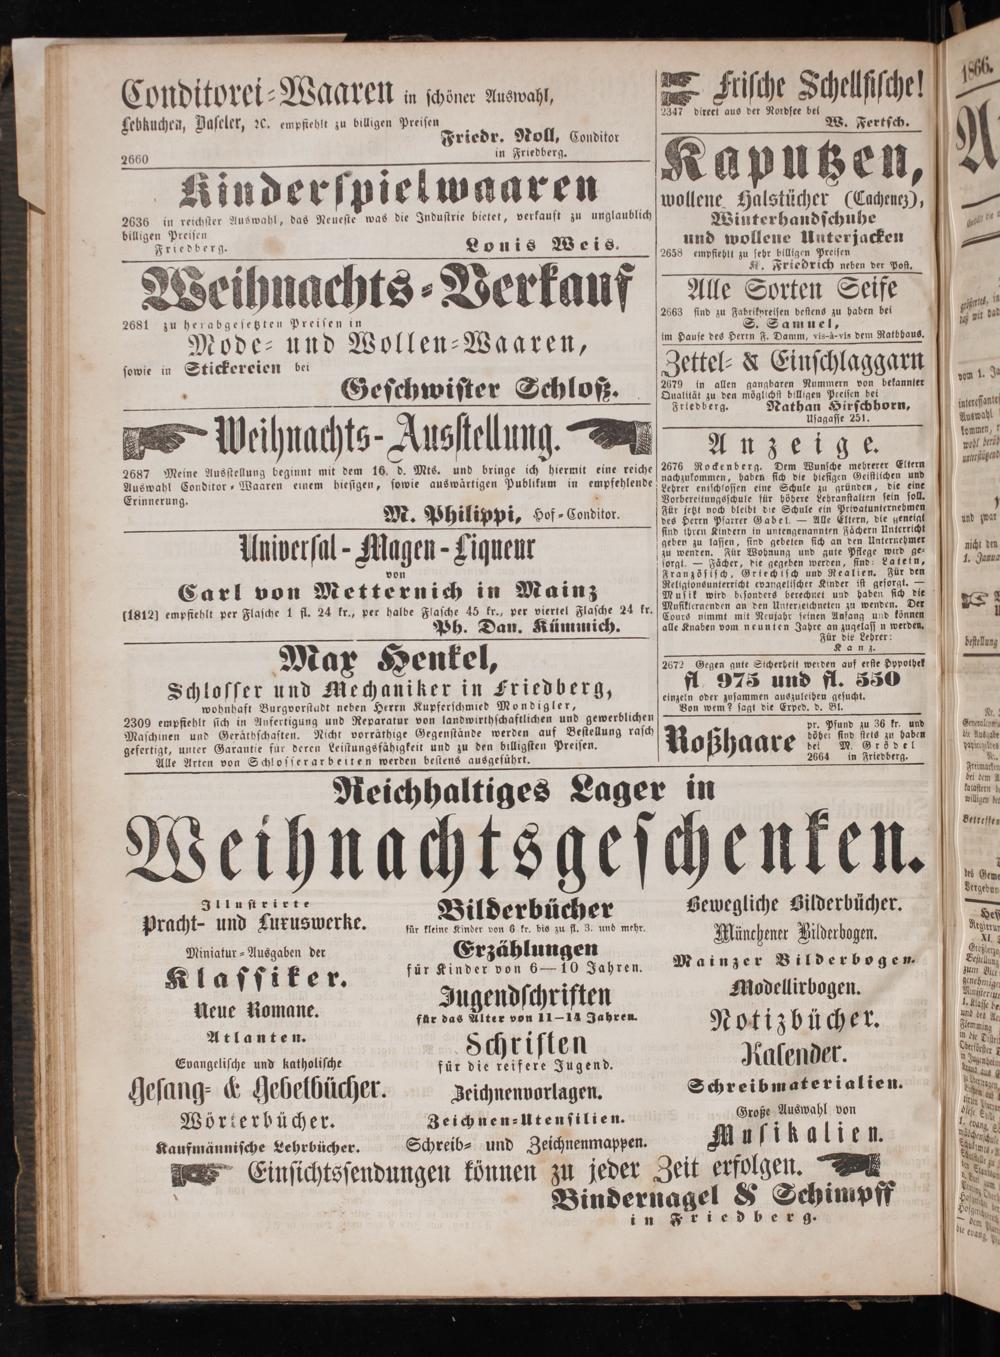 Conditorei-Waaren in schöner Auswahl,
Lebkuchen, Basler, ꝛc. empfiehlt zu billigen Preisen
Friedr. Roll, Conditor
2660 in Friedberg.
Kinderspielwaaren
2636 in reichster Auswahl, das Neueste was die Industrie bietet, verkauft zu unglaublich
billigen Preisen
Friedberg. Louis Weis.
Weihnachts-Verkauf
2681 zu herabgesetzten Preisen in
Mode- und Wollen-Waaren,
sowie in Stickereien bei
Geschwister Schloß.
Weihnachts-Ausstellung.
2687 Meine Ausstellung beginnt mit dem 16. d. Mts. und bringe ich hiermit eine reiche
Auswahl Conditor-Waaren einem hiesigen, sowie auswärtigen Publikum in empfehlende
Erinnerung.
M. Philippi, Hof-Conditor.
Universal-Magen-Liqueur
von
Carl von Metternich in Mainz
[1812] empfiehlt per Flasche 1 fl. 24 kr., per halbe Flasche 45 kr., per viertel Flasche 24 kr.
Ph. Dan. Kümmich.
Max Henkel,
Schlosser und Mechaniker in Friedberg,
wohnhaft Burgvorstadt neben Herrn Kupferschmied Mondigler,
2309 empfiehlt sich in Anfertigung und Reparatur von landwirthschaftlichen und gewerblichen
Maschinen und Geräthschaften. Nicht vorräthige Gegenstände werden auf Bestellung rasch
gefertigt, unter Garantie für deren Leistungsfähigkeit und zu den billigsten Preisen.
Alle Arten von Schlosserarbeiten werden bestens ausgeführt.
Frische Schellfische!
2347 direct aus der Nordsee bei
W. Fertsch.
Kaputzen,
wollene Halstücher (Cachenez),
Winterhandschuhe
und wollene Unterjacken
2658 empfiehlt zu sehr billigen Preisen
K. Friedrich neben der Post.
Alle Sorten Seife
2663 sind zu Fabrikpreisen bestens zu haben bei
S. Samuel,
im Hause des Herrn F. Damm, vis-à-vis dem Rathhaus.
Zettel- & Einschlaggarn
2679 in allen gangbaren Nummern von bekannter
Qualität zu den möglichst billigen Preisen bei
Friedberg. Nathan Hirschhorn,
Usagasse 251.
Anzeige.
2676 Rockenberg. Dem Wunsche mehrerer Eltern
nachzukommen, haben sich die hiesigen Geistlichen und
Lehrer entschlossen eine Schule zu gründen, die eine
Vorbereitungsschule für höhere Lehranstalten sein soll.
Für jetzt noch bleibt die Schule ein Privatunternehmen
des Herrn Pfarrer Gabel. — Alle Eltern, die geneigt
sind ihren Kindern in untengenannten Fächern Unterricht
geben zu lassen, sind gebeten sich an den Unternehmer
zu wenden. Für Wohnung und gute Pflege wird ge-
sorgt. — Fächer, die gegeben werden, sind: Latein,
Französisch, Griechisch und Realien. Für den
Religionsunterricht evangelischer Kinder ist gesorgt. —
Musik wird besonders berechnet und haben sich die
Musiklernenden an den Unterzeichneten zu wenden. Der
Cours nimmt mit Neujahr seinen Anfang und können
alle Knaben vom neunten Jahre an zugelassen werden.
Für die Lehrer:
Kanz.
2672 Gegen gute Sicherheit werden auf erste Hypothek
fl. 975 und fl. 550
einzeln oder zusammen auszuleihen gesucht.
Von wem? sagt die Exped. d. Bl.
Roßhaare
pr. Pfund zu 36 kr. und
höher sind stets zu haben
bei M. Grödel
2664 in Friedberg.
Reichhaltiges Lager in
Weihnachtsgeschenken.
Illustrirte
Pracht- und Luxuswerke.
Miniatur-Ausgaben der
Klassiker.
Neue Romane.
Atlanten.
Evangelische und katholische
Gesang- & Gebetbücher.
Wörterbücher.
Kaufmännische Lehrbücher.
Bilderbücher
für kleine Kinder von 6 kr. bis zu fl. 3. und mehr.
Erzählungen
für Kinder von 6—10 Jahren.
Jugendschriften
für das Alter von 11—14 Jahren.
Schriften
für die reifere Jugend.
Zeichnenvorlagen.
Zeichnen-Utensilien.
Schreib- und Zeichnenmappen.
Bewegliche Bilderbücher.
Münchener Bilderbogen.
Mainzer Bilderbogen.
Modellirbogen.
Notizbücher.
Kalender.
Schreibmaterialien.
Große Auswahl von
Musikalien.
Einsichtssendungen können zu jeder Zeit erfolgen.
Bindernagel & Schimpff
in Friedberg.
1866.